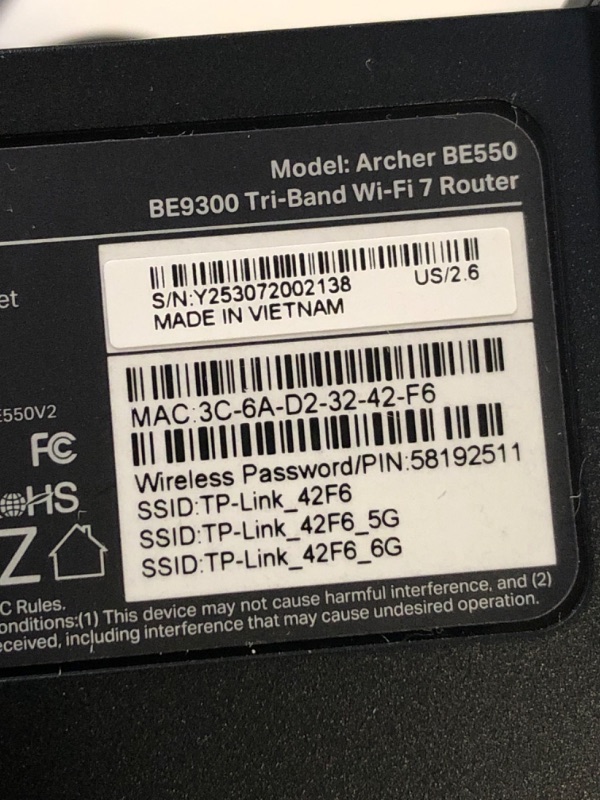 Model: Archer BE550
BE9300 Tri-Band Wi-Fi 7 Router
et
S/N:Y253072002138 US/2.6
MADE IN VIETNAM
MAC:3C-6A-D2-32-42-F6
E550V2
FC
Wireless Password/PIN:58192511
SSID:TP-Link_42F6
HS
SSID:TP-Link_42F6_5G
Z
SSID:TP-Link_42F6_6G
C Rules.
onditions:(1) This device may not cause harmful interference, and (2)
eceived, including interference that may cause undesired operation.